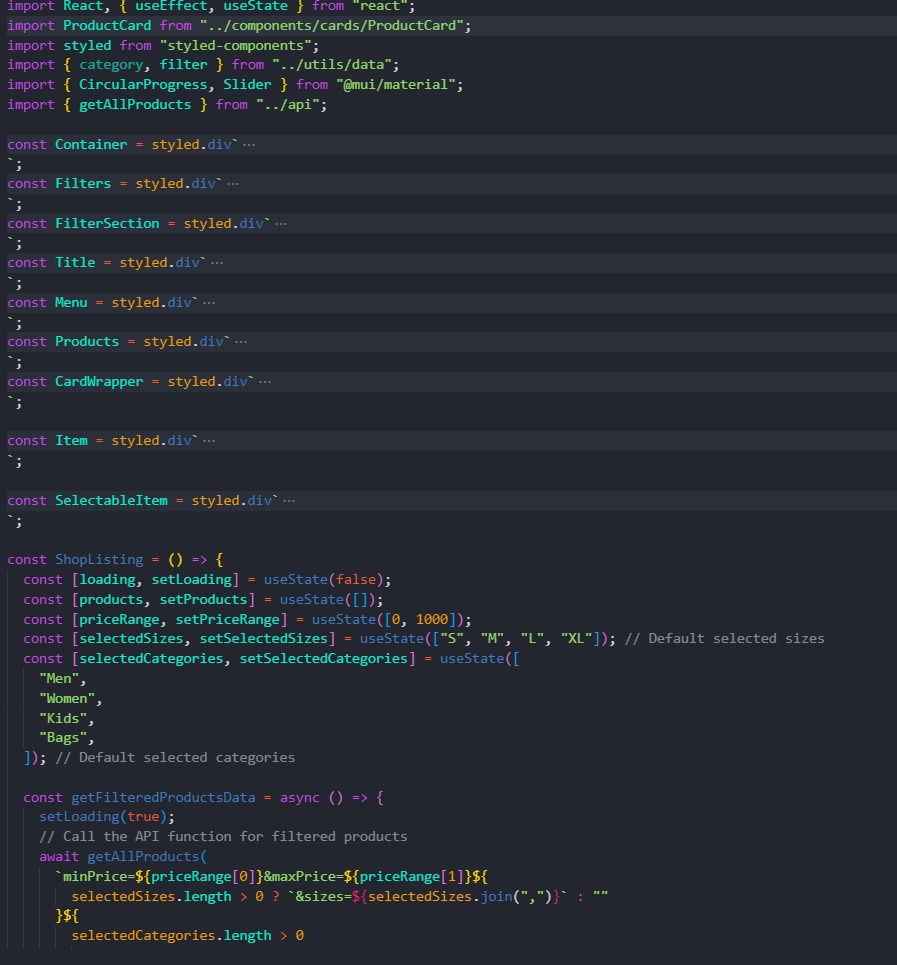 import React, { useEffect, useState } from "react";
import ProductCard from "../components/cards/ProductCard";
import styled from "styled-components";
import { category, filter } from "../utils/data";
import { CircularProgress, Slider } from "@mui/material";
import { getAllProducts } from "../api";
const Container = styled.div` ···
`;
const Filters = styled.div` ···
`;
const FilterSection = styled.div` ···
`;
const Title = styled.div` ···
`;
const Menu = styled.div` ···
`;
const Products = styled.div` ···
`;
const CardWrapper = styled.div` ···
`;
const Item = styled.div` ···
`;
const SelectableItem = styled.div` ···
`;
const ShopListing = () => {
const [loading, setLoading] = useState(false);
const [products, setProducts] = useState([]);
const [priceRange, setPriceRange] = useState([0, 1000]);
const [selectedSizes, setSelectedSizes] = useState(["S", "M", "L", "XL"]); // Default selected sizes
const [selectedCategories, setSelectedCategories] = useState([
"Men",
"Women",
"Kids",
"Bags",
]); // Default selected categories
const getFilteredProductsData = async () => {
setLoading(true);
// Call the API function for filtered products
await getAllProducts(
`minPrice=${priceRange[0]}&maxPrice=${priceRange[1]}${
selectedSizes.length > 0 ? `&sizes=${selectedSizes.join(",")}` : ""
}${
selectedCategories.length > 0